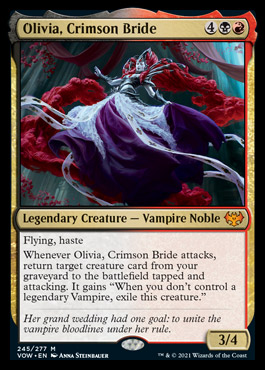 Olivia, Crimson Bride 4
Legendary Creature — Vampire Noble
Flying, haste
Whenever Olivia, Crimson Bride attacks,
return target creature card from your
graveyard to the battlefield tapped and
attacking. It gains “When you don't control a
legendary Vampire, exile this creature.”
Her grand wedding had one goal: to unite the
vampire bloodlines under her rule.
3/4
245/277 M
VOW • EN Anna Steinbauer
™ & © 2021 Wizards of the Coast